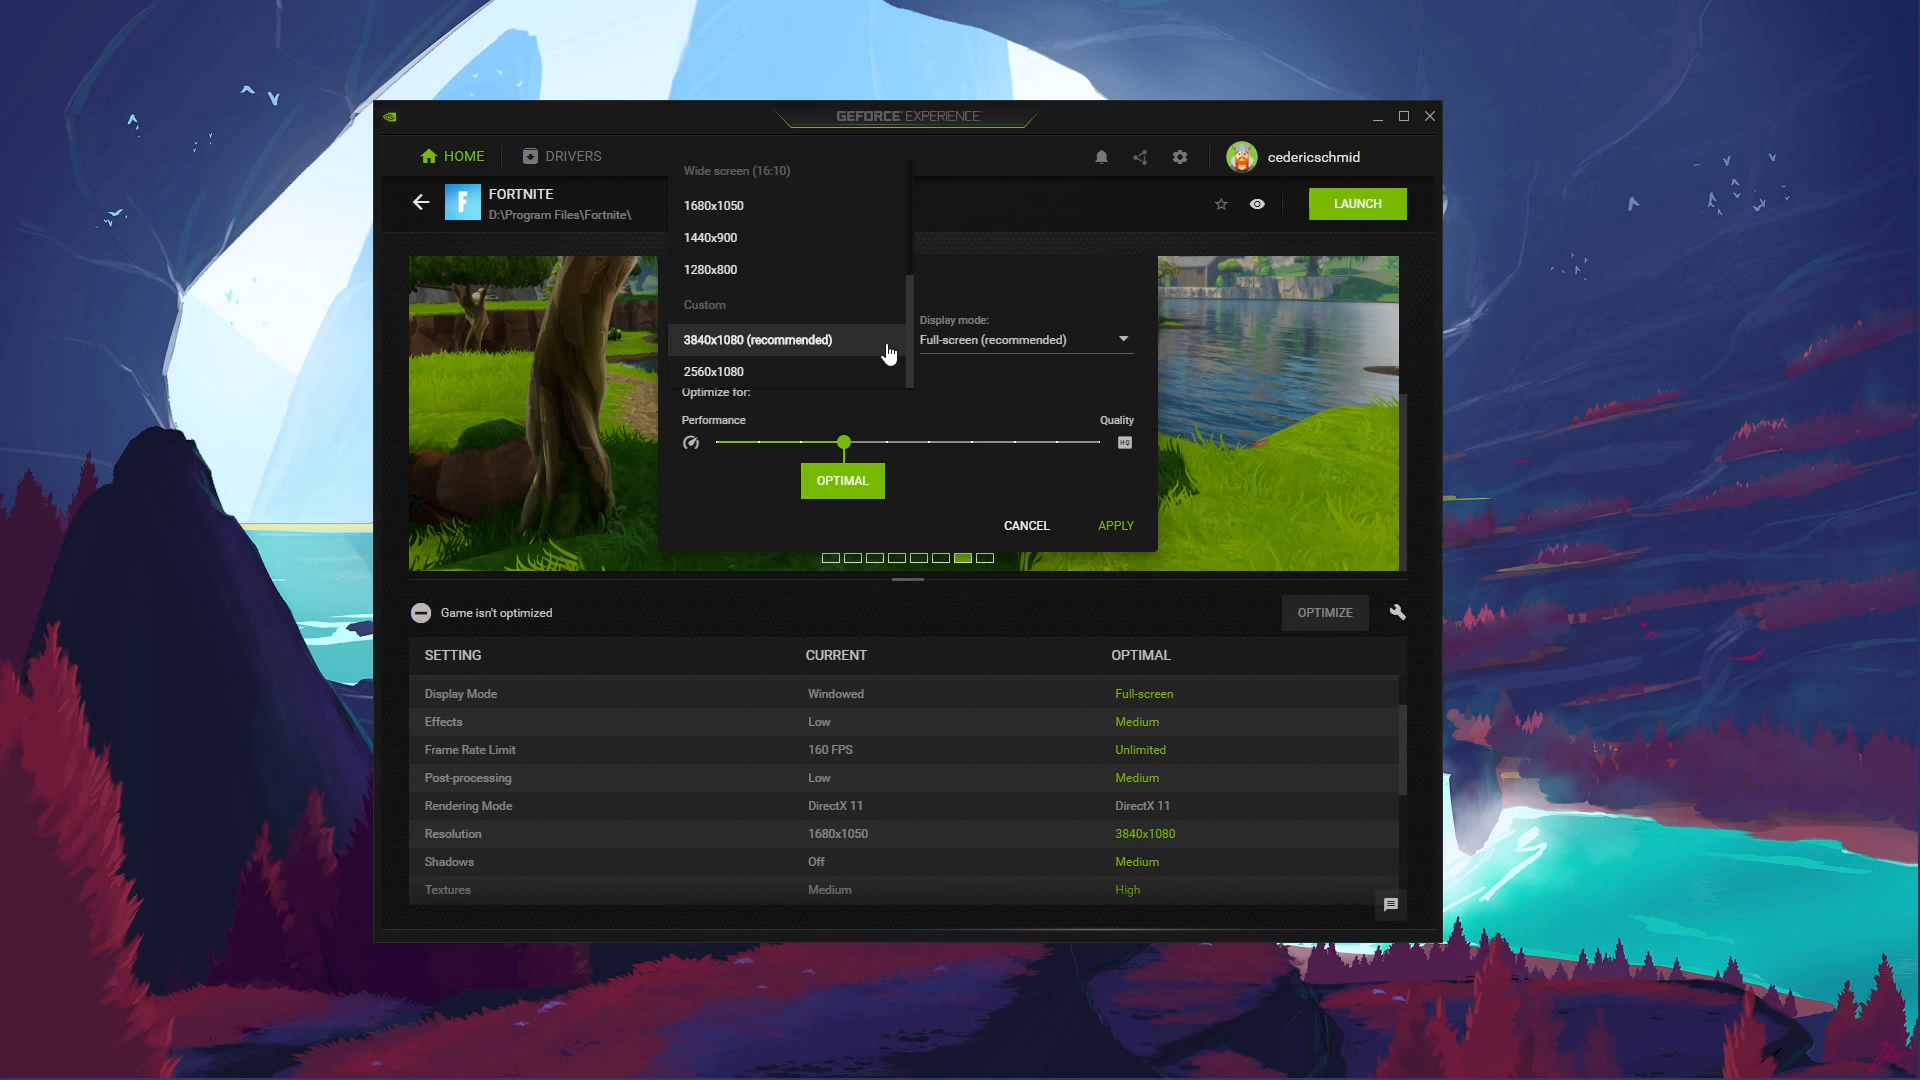 GEFORCE EXPERIENCE
HOME
DRIVERS
cedericschmid
FORTNITE
D:\Program Files\Fortnite\
LAUNCH
Wide screen (16:10)
1680x1050
1440x900
1280x800
Custom
3840x1080 (recommended)
2560x1080
Display mode:
Full-screen (recommended)
Optimize for:
Performance
Quality
HQ
OPTIMAL
CANCEL
APPLY
Game isn't optimized
OPTIMIZE
SETTING CURRENT OPTIMAL
Display Mode Windowed Full-screen
Effects Low Medium
Frame Rate Limit 160 FPS Unlimited
Post-processing Low Medium
Rendering Mode DirectX 11 DirectX 11
Resolution 1680x1050 3840x1080
Shadows Off Medium
Textures Medium High